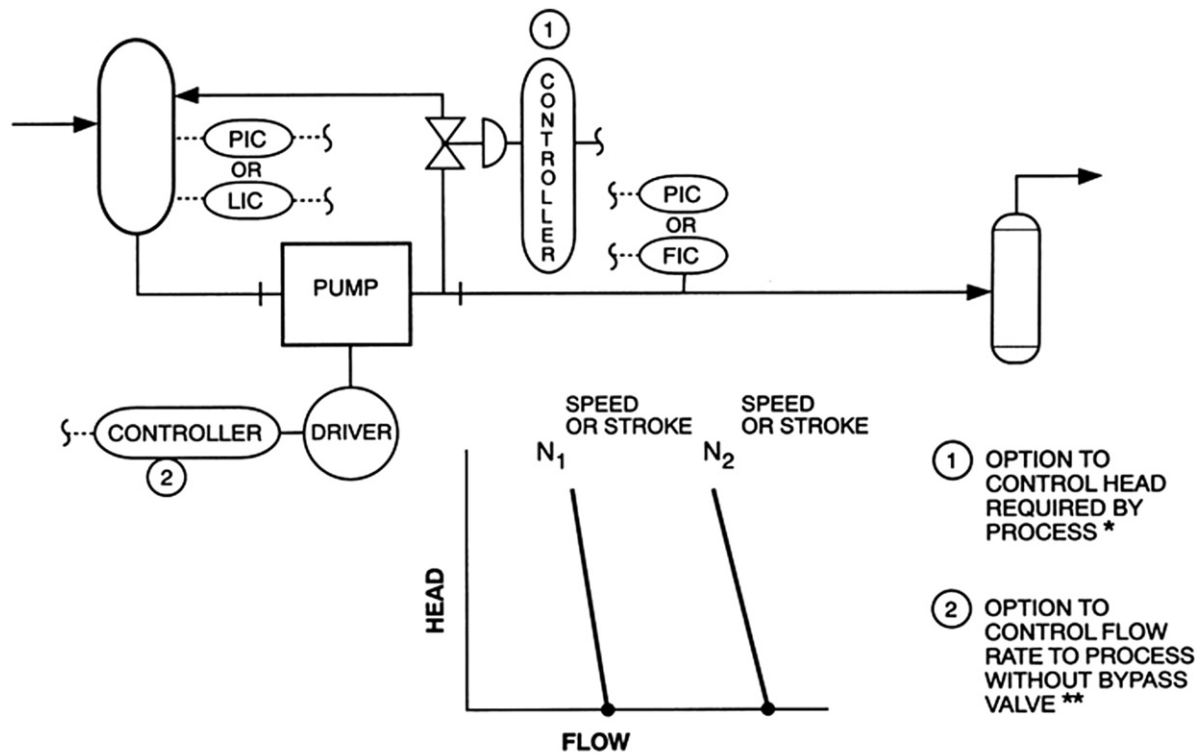 1
CONTROLLER
PIC
OR
LIC
PIC
OR
FIC
PUMP
CONTROLLER
DRIVER
2
SPEED
OR STROKE
N1
SPEED
OR STROKE
N2
HEAD
FLOW
1 OPTION TO
CONTROL HEAD
REQUIRED BY
PROCESS *
2 OPTION TO
CONTROL FLOW
RATE TO PROCESS
WITHOUT BYPASS
VALVE **